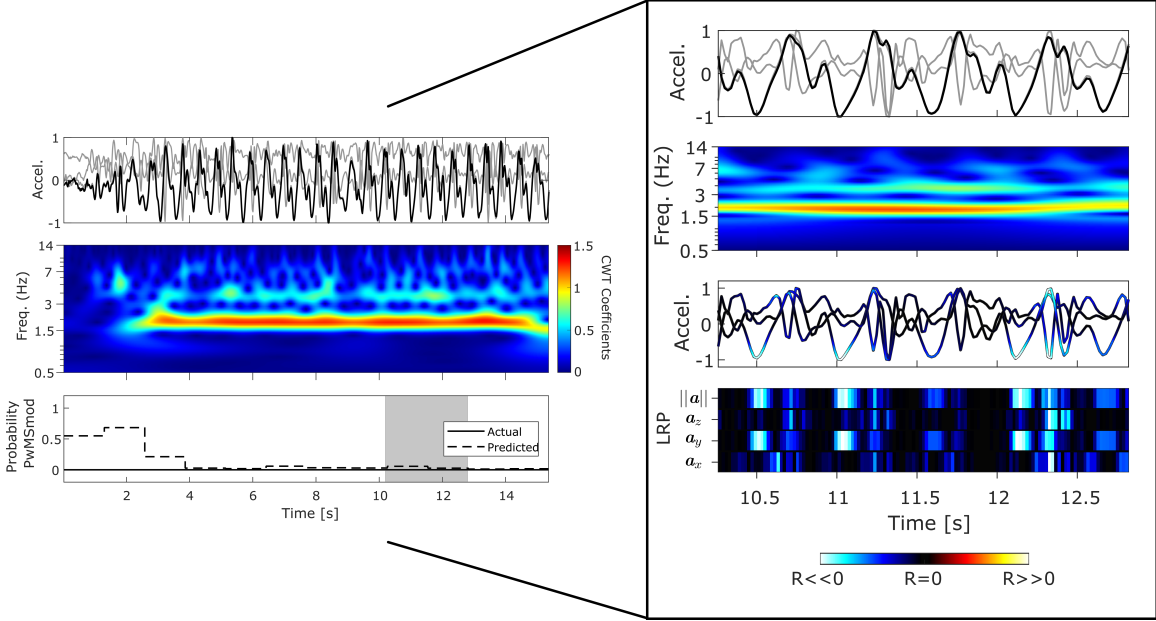 Accel.
1
0
-1
Freq. (Hz)
14
7
3
1.5
0.5
1.5
1
0.5
0
CWT Coefficients
Probability
PwMSmod
1
0.5
0
Actual
Predicted
2 4 6 8 10 12 14
Time [s]
Accel.
1
0
-1
Freq. (Hz)
14
7
3
1.5
0.5
Accel.
1
0
-1
LRP
||a||
a_z
a_y
a_x
10.5 11 11.5 12 12.5
Time [s]
R<<0 R=0 R>>0